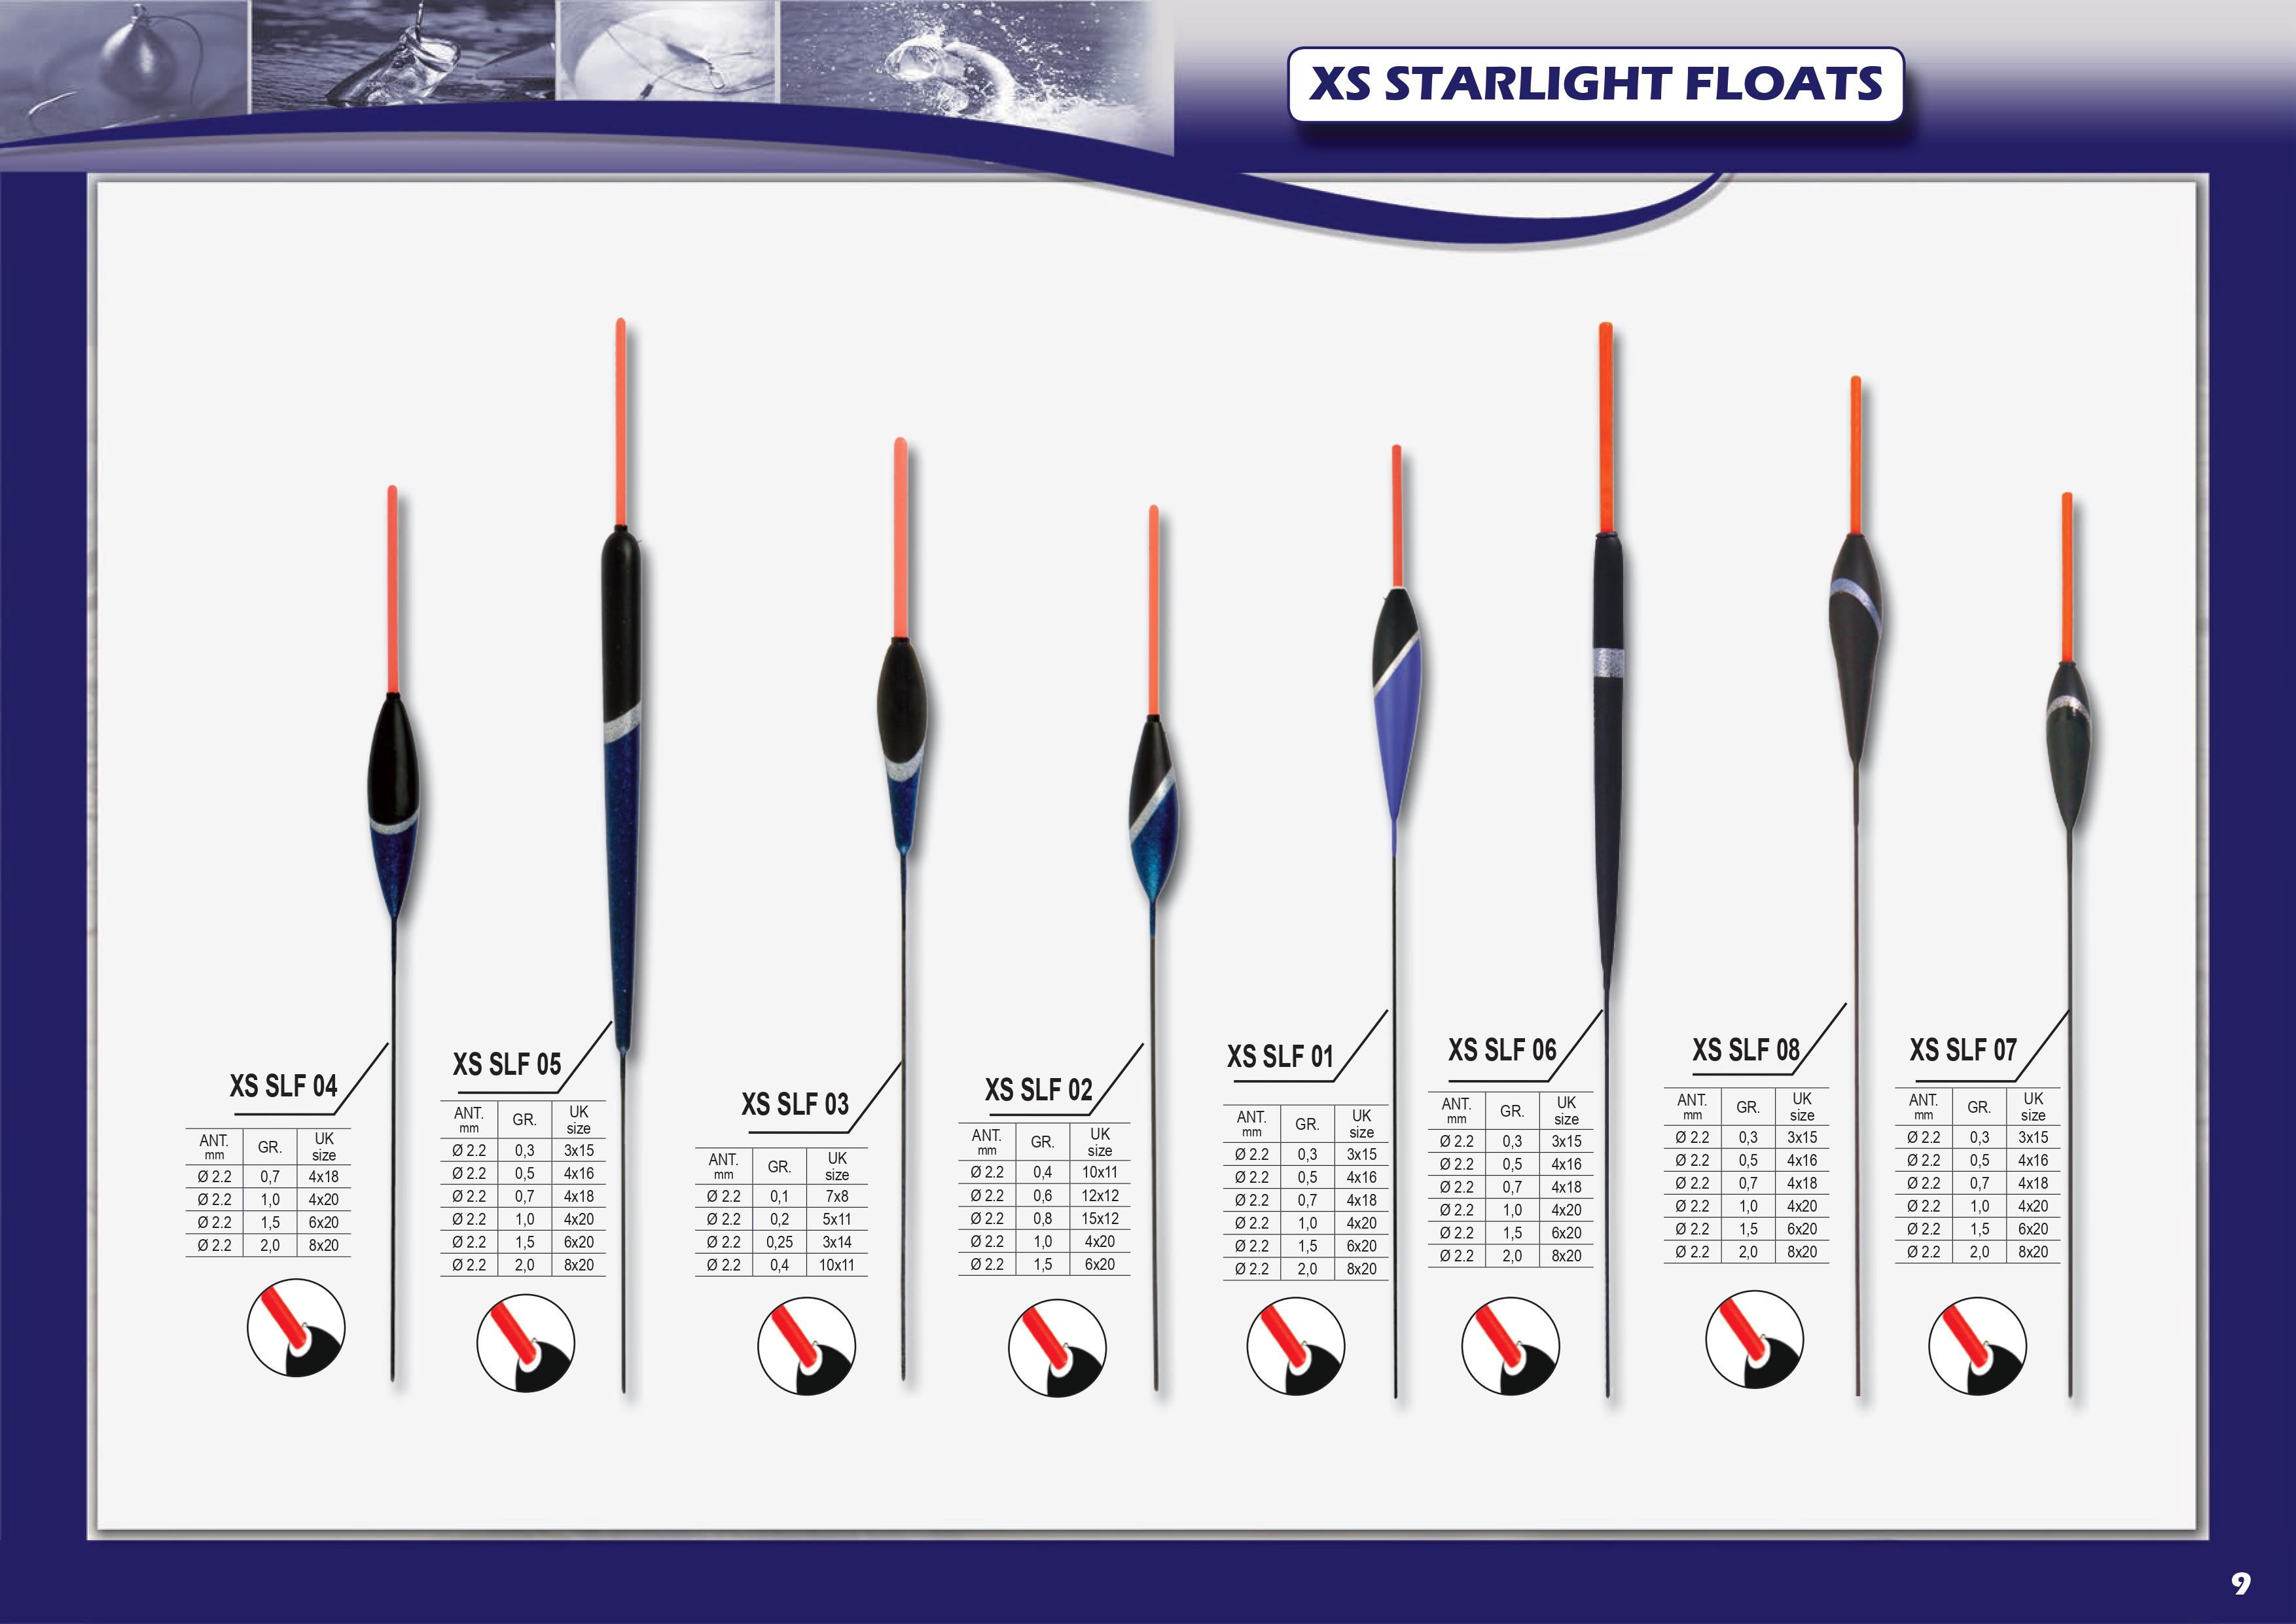 XS STARLIGHT FLOATS
XS SLF 04
ANT. mm GR. UK size
Ø 2.2 0,7 4x18
Ø 2.2 1,0 4x20
Ø 2.2 1,5 6x20
Ø 2.2 2,0 8x20
XS SLF 05
ANT. mm GR. UK size
Ø 2.2 0,3 3x15
Ø 2.2 0,5 4x16
Ø 2.2 0,7 4x18
Ø 2.2 1,0 4x20
Ø 2.2 1,5 6x20
Ø 2.2 2,0 8x20
XS SLF 03
ANT. mm GR. UK size
Ø 2.2 0,1 7x8
Ø 2.2 0,2 5x11
Ø 2.2 0,25 3x14
Ø 2.2 0,4 10x11
XS SLF 02
ANT. mm GR. UK size
Ø 2.2 0,4 10x11
Ø 2.2 0,6 12x12
Ø 2.2 0,8 15x12
Ø 2.2 1,0 4x20
Ø 2.2 1,5 6x20
XS SLF 01
ANT. mm GR. UK size
Ø 2.2 0,3 3x15
Ø 2.2 0,5 4x16
Ø 2.2 0,7 4x18
Ø 2.2 1,0 4x20
Ø 2.2 1,5 6x20
Ø 2.2 2,0 8x20
XS SLF 06
ANT. mm GR. UK size
Ø 2.2 0,3 3x15
Ø 2.2 0,5 4x16
Ø 2.2 0,7 4x18
Ø 2.2 1,0 4x20
Ø 2.2 1,5 6x20
Ø 2.2 2,0 8x20
XS SLF 08
ANT. mm GR. UK size
Ø 2.2 0,3 3x15
Ø 2.2 0,5 4x16
Ø 2.2 0,7 4x18
Ø 2.2 1,0 4x20
Ø 2.2 1,5 6x20
Ø 2.2 2,0 8x20
XS SLF 07
ANT. mm GR. UK size
Ø 2.2 0,3 3x15
Ø 2.2 0,5 4x16
Ø 2.2 0,7 4x18
Ø 2.2 1,0 4x20
Ø 2.2 1,5 6x20
Ø 2.2 2,0 8x20
9